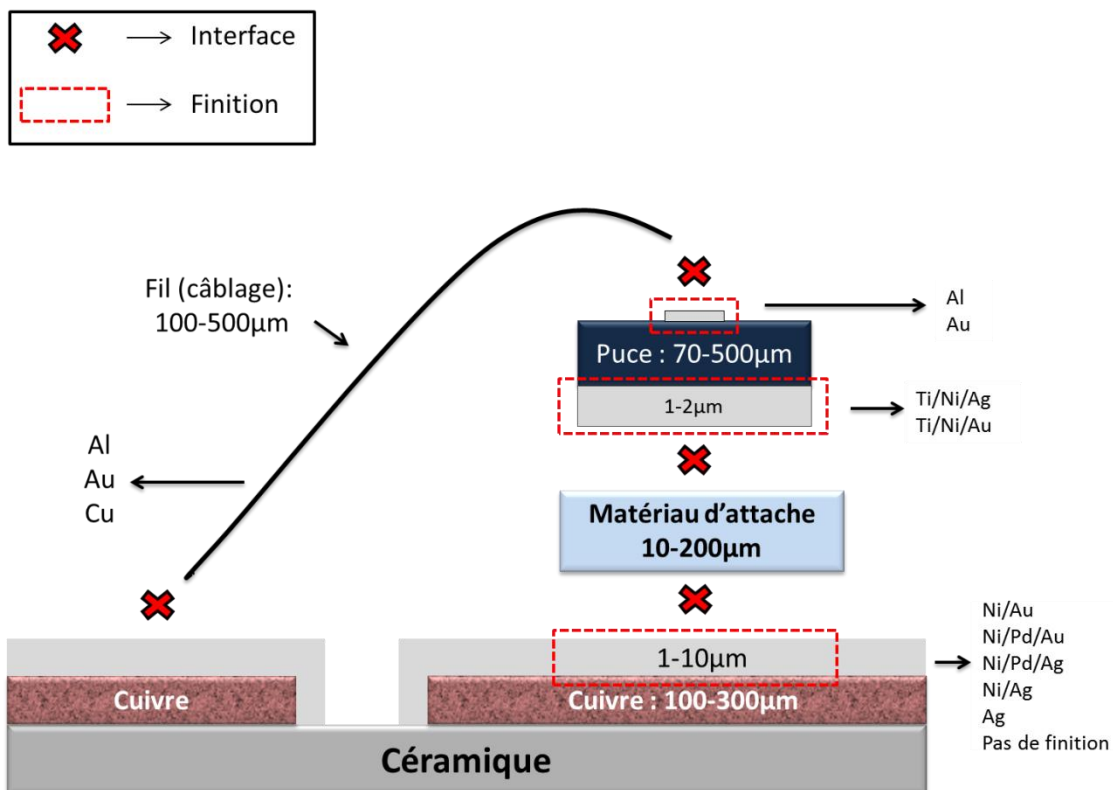 Interface
Finition
Fil (câblage):
100-500µm
Al
Au
Puce : 70-500µm
1-2µm
Ti/Ni/Ag
Ti/Ni/Au
Al
Au
Cu
Matériau d'attache
10-200µm
Ni/Au
Ni/Pd/Au
Ni/Pd/Ag
Ni/Ag
Ag
Pas de finition
1-10µm
Cuivre
Cuivre : 100-300µm
Céramique